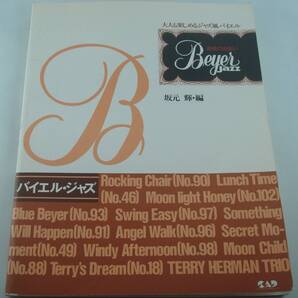 大人も楽しめるジャズ風バイエル
Beyer
jazz
坂元 輝・編
B
バイエル・ジャズ
Rocking Chair(No.90) Lunch Time
(No.46) Moon light Honey(No.102)
Blue Beyer(No.93) Swing Easy(No.97) Something
Will Happen(No.91) Angel Walk(No.96) Secret Mo-
ment(No.49) Windy Afternoon(No.98) Moon Child
(No.88) Terry's Dream(No.18) TERRY HERMAN TRIO